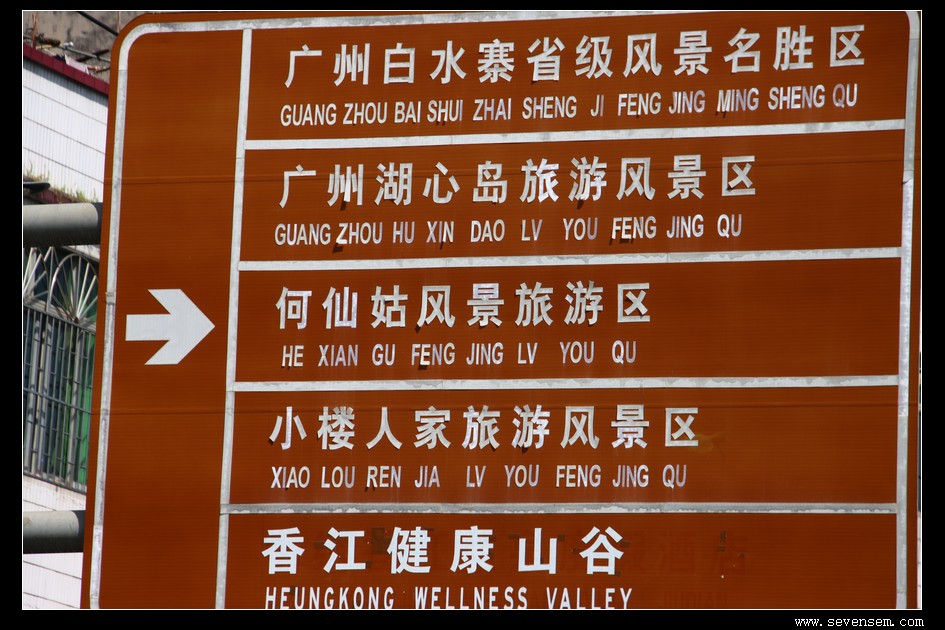 广州白水寨省级风景名胜区
GUANG ZHOU BAI SHUI ZHAI SHENG JI FENG JING MING SHENG QU
广州湖心岛旅游风景区
GUANG ZHOU HU XIN DAO LV YOU FENG JING QU
何仙姑风景旅游区
HE XIAN GU FENG JING LV YOU QU
小楼人家旅游风景区
XIAO LOU REN JIA LV YOU FENG JING QU
香江健康山谷
HEUNGKONG WELLNESS VALLEY
www.sevensem.com